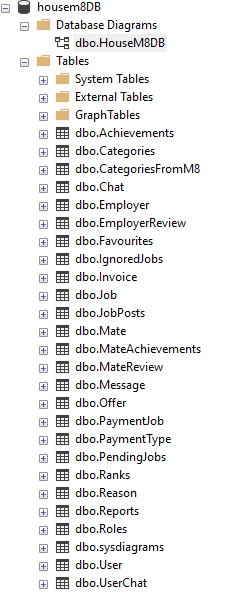 housem8DB
Database Diagrams
dbo.HouseM8DB
Tables
System Tables
External Tables
GraphTables
dbo.Achievements
dbo.Categories
dbo.CategoriesFromM8
dbo.Chat
dbo.Employer
dbo.EmployerReview
dbo.Favourites
dbo.IgnoredJobs
dbo.Invoice
dbo.Job
dbo.JobPosts
dbo.Mate
dbo.MateAchievements
dbo.MateReview
dbo.Message
dbo.Offer
dbo.PaymentJob
dbo.PaymentType
dbo.PendingJobs
dbo.Ranks
dbo.Reason
dbo.Reports
dbo.Roles
dbo.sysdiagrams
dbo.User
dbo.UserChat